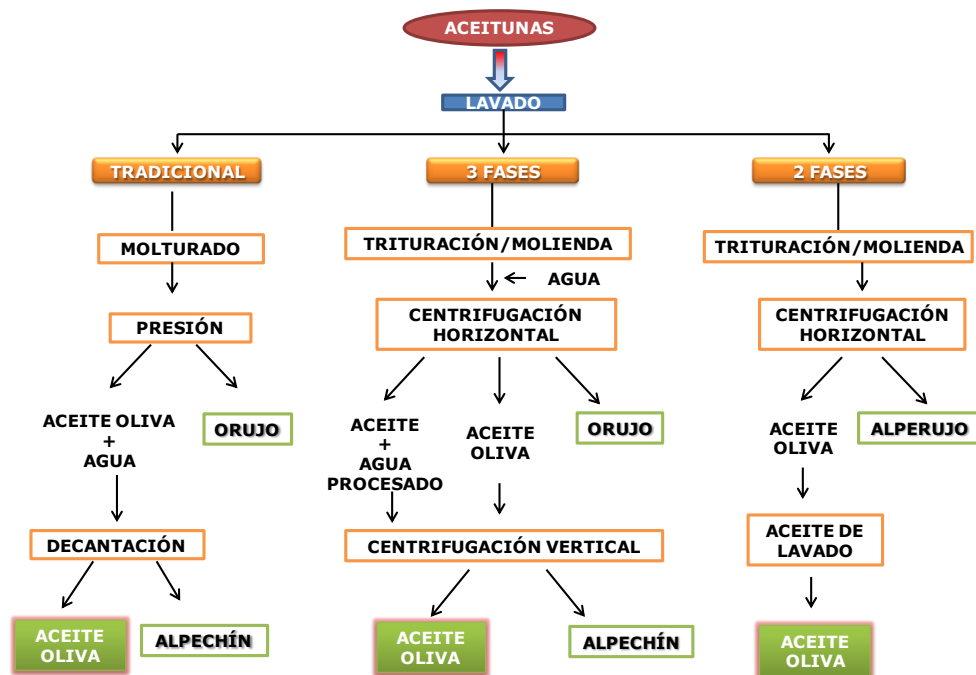 ACEITUNAS
LAVADO
TRADICIONAL
3 FASES
2 FASES
MOLTURADO
TRITURACIÓN/MOLIENDA
TRITURACIÓN/MOLIENDA
AGUA
PRESIÓN
CENTRIFUGACIÓN
HORIZONTAL
CENTRIFUGACIÓN
HORIZONTAL
ACEITE OLIVA
+
AGUA
ORUJO
ACEITE
+
AGUA
PROCESADO
ACEITE
OLIVA
ORUJO
ACEITE
OLIVA
ALPERUJO
DECANTACIÓN
CENTRIFUGACIÓN VERTICAL
ACEITE DE
LAVADO
ACEITE
OLIVA
ALPECHÍN
ACEITE
OLIVA
ALPECHÍN
ACEITE
OLIVA